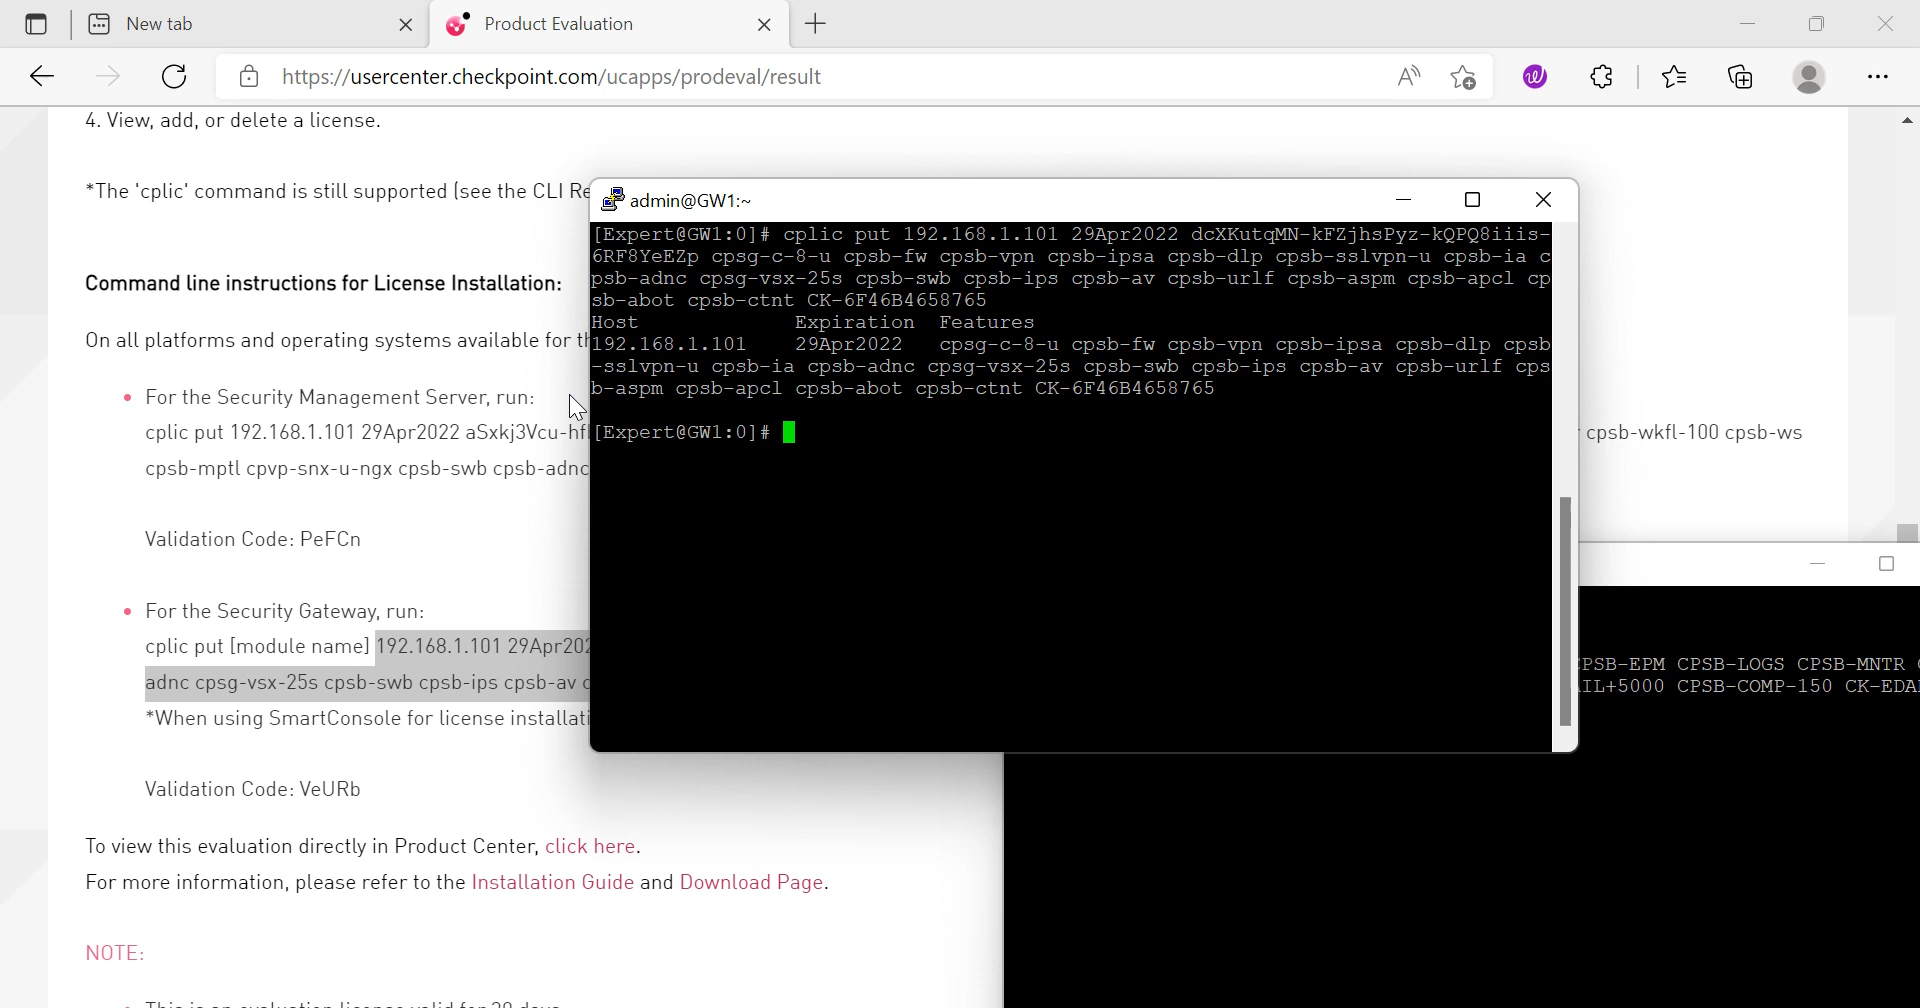 New tab
Product Evaluation
https://usercenter.checkpoint.com/ucapps/prodeval/result
4. View, add, or delete a license.
*The 'cplic' command is still supported (see the CLI Re
Command line instructions for License Installation:
On all platforms and operating systems available for th
For the Security Management Server, run:
cplic put 192.168.1.101 29Apr2022 aSxkj3Vcu-hfl
cpsb-wkfl-100 cpsb-ws
cpsb-mptl cpvp-snx-u-ngx cpsb-swb cpsb-adnc
Validation Code: PeFCn
For the Security Gateway, run:
cplic put [module name] 192.168.1.101 29Apr202
adnc cpsg-vsx-25s cpsb-swb cpsb-ips cpsb-av c
*When using SmartConsole for license installati
Validation Code: VeURb
To view this evaluation directly in Product Center, click here.
For more information, please refer to the Installation Guide and Download Page.
NOTE:
This is an evaluation license valid for 29 days
admin@GW1:~
[Expert@GW1:0]# cplic put 192.168.1.101 29Apr2022 dcXKutqMN-kFZjhsPyz-kQPQ8iiis-
6RF8YeEZp cpsg-c-8-u cpsb-fw cpsb-vpn cpsb-ipsa cpsb-dlp cpsb-sslvpn-u cpsb-ia c
psb-adnc cpsg-vsx-25s cpsb-swb cpsb-ips cpsb-av cpsb-urlf cpsb-aspm cpsb-apcl cp
sb-abot cpsb-ctnt CK-6F46B4658765
Host Expiration Features
192.168.1.101 29Apr2022 cpsg-c-8-u cpsb-fw cpsb-vpn cpsb-ipsa cpsb-dlp cpsb
-sslvpn-u cpsb-ia cpsb-adnc cpsg-vsx-25s cpsb-swb cpsb-ips cpsb-av cpsb-urlf cps
b-aspm cpsb-apcl cpsb-abot cpsb-ctnt CK-6F46B4658765
[Expert@GW1:0]#
CPSB-EPM CPSB-LOGS CPSB-MNTR
AIL+5000 CPSB-COMP-150 CK-EDA